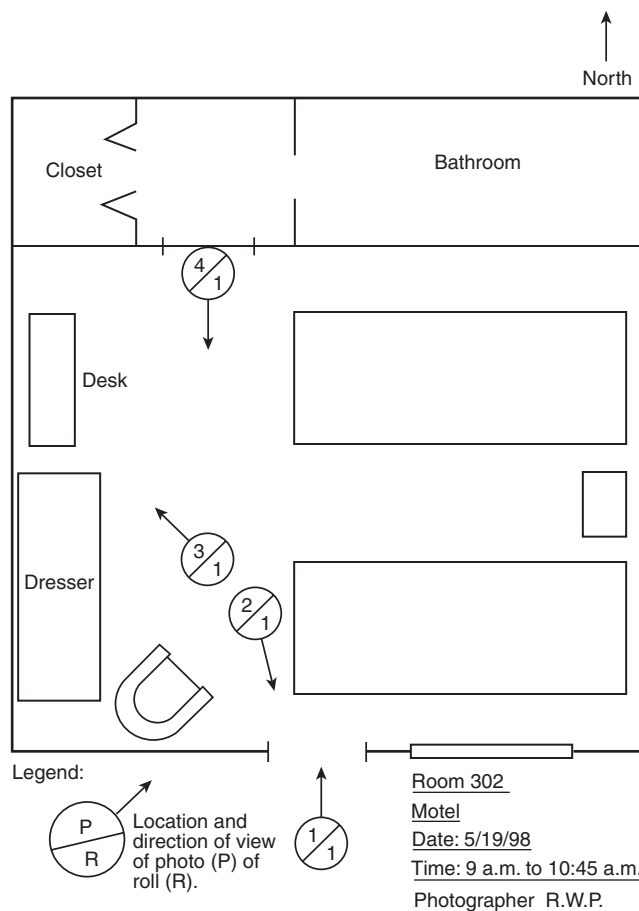 North
Closet
Bathroom
4
1
Desk
3
1
Dresser
2
1
Legend:
P
R
Location and
direction of view
of photo (P) of
roll (R).
1
1
Room 302
Motel
Date: 5/19/98
Time: 9 a.m. to 10:45 a.m.
Photographer R.W.P.